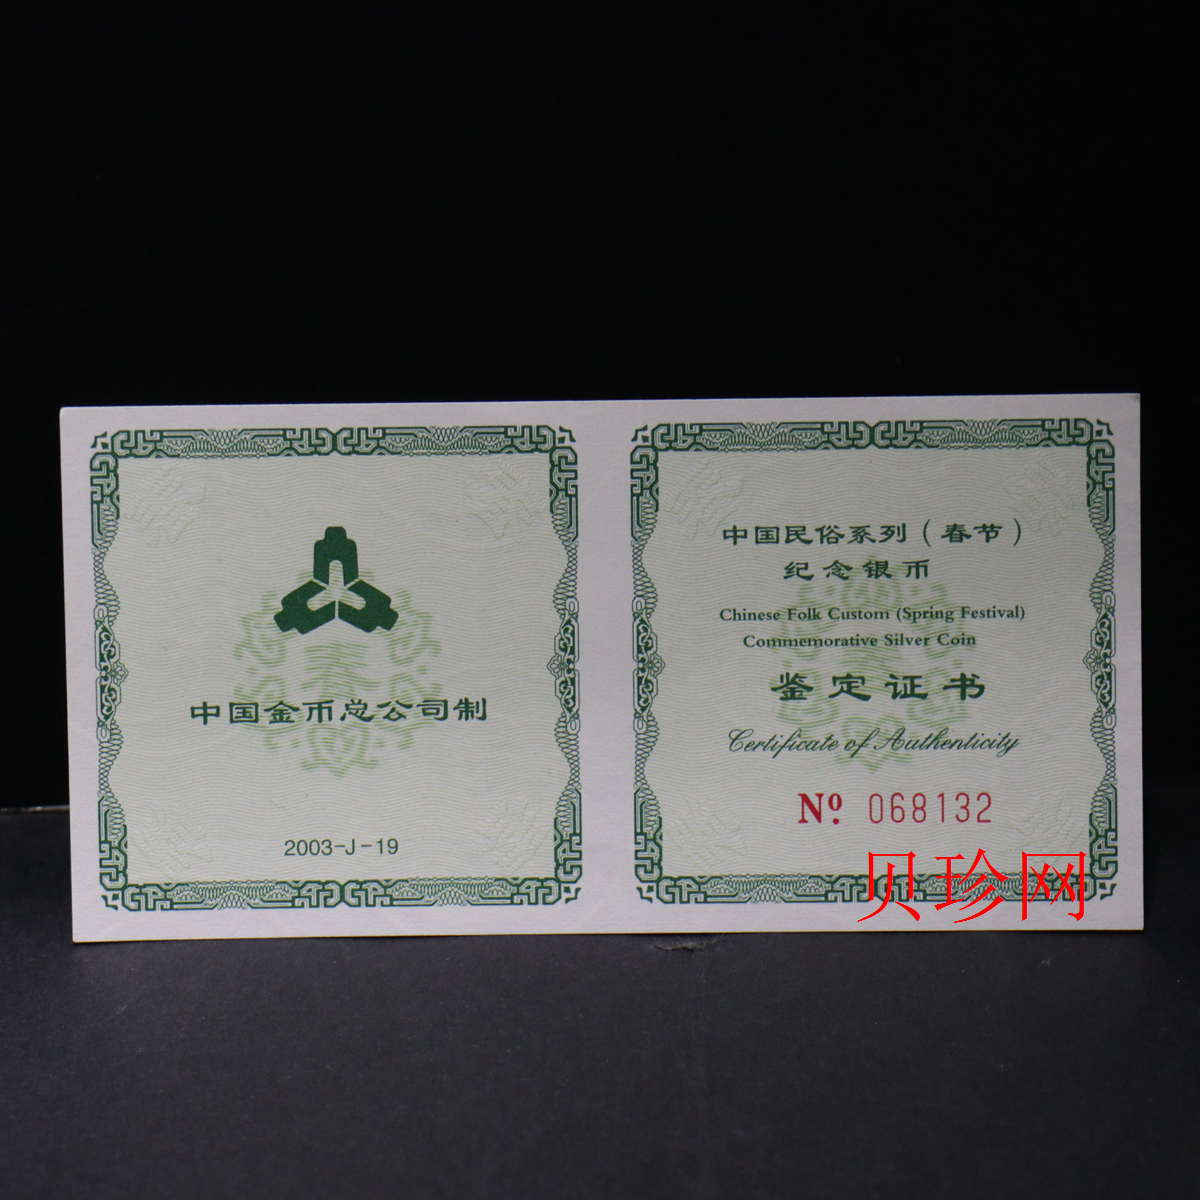 中国金币总公司制
2003-J-19
中国民俗系列(春节)
纪念银币
Chinese Folk Custom (Spring Festival)
Commemorative Silver Coin
鉴定证书
Certificate of Authenticity
Nº 068132
贝珍网